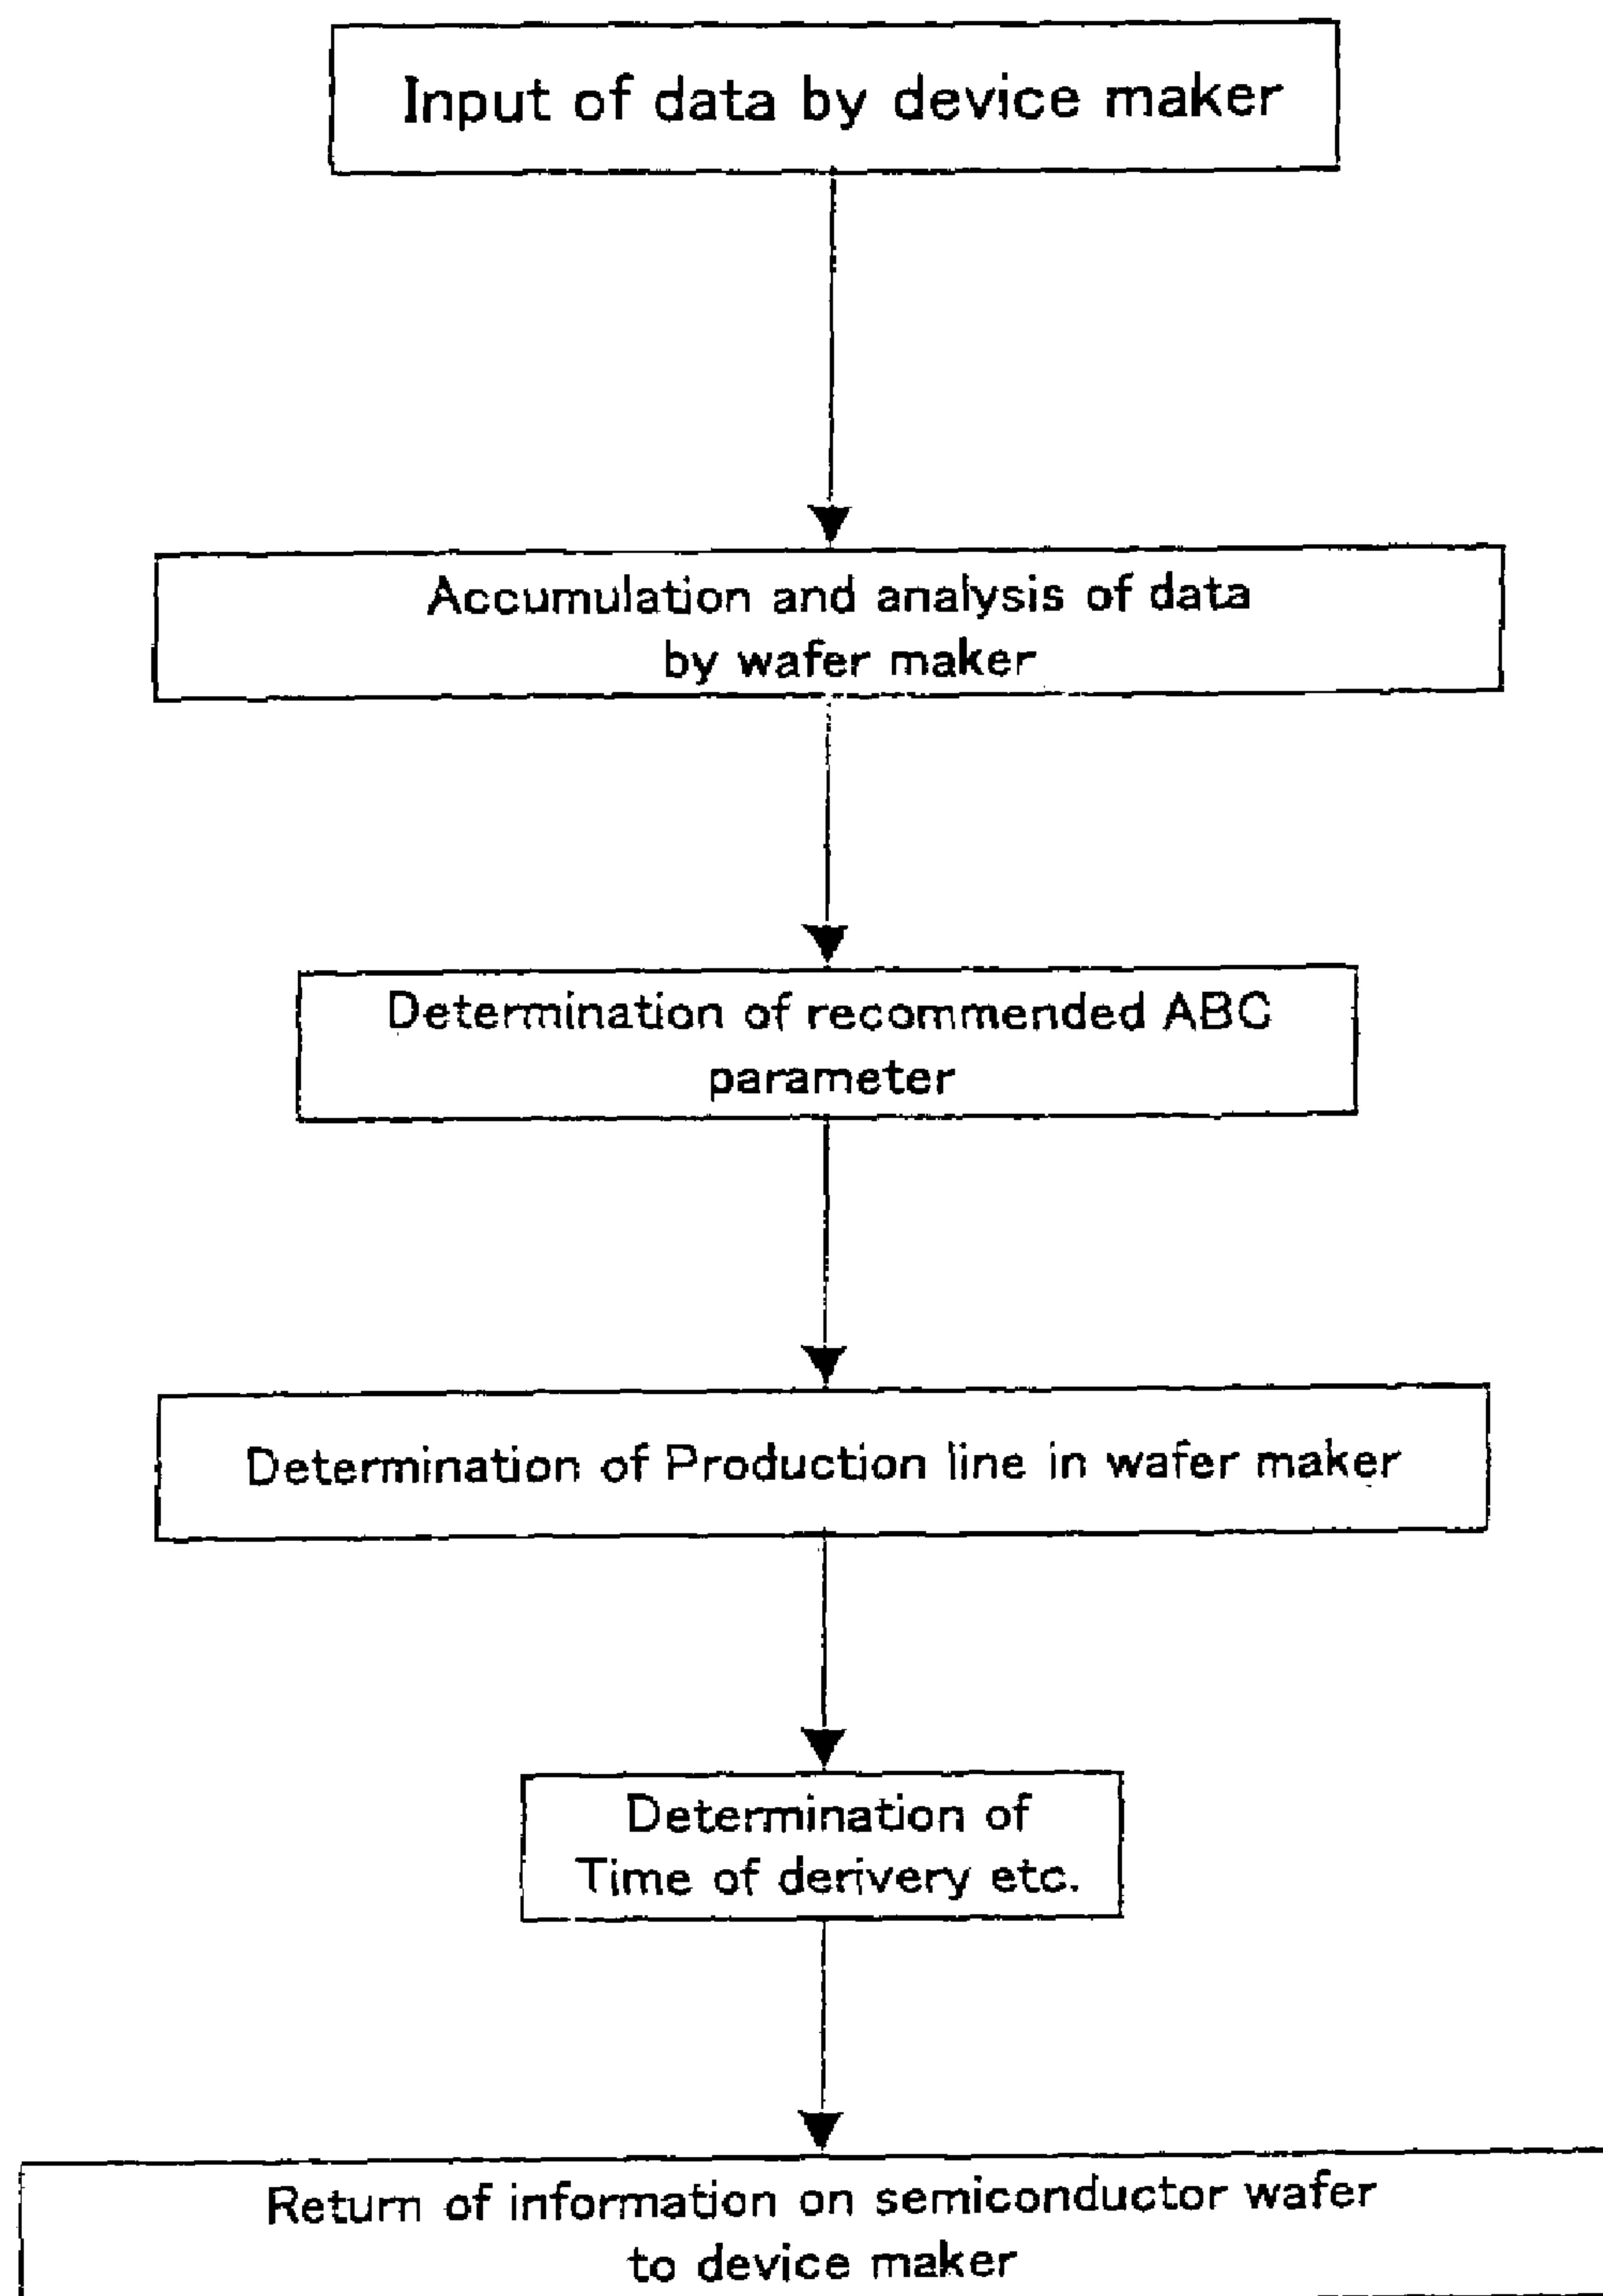 Input of data by device maker
Accumulation and analysis of data
by wafer maker
Determination of recommended ABC
parameter
Determination of Production line in wafer maker
Determination of
Time of derivery etc.
Return of information on semiconductor wafer
to device maker